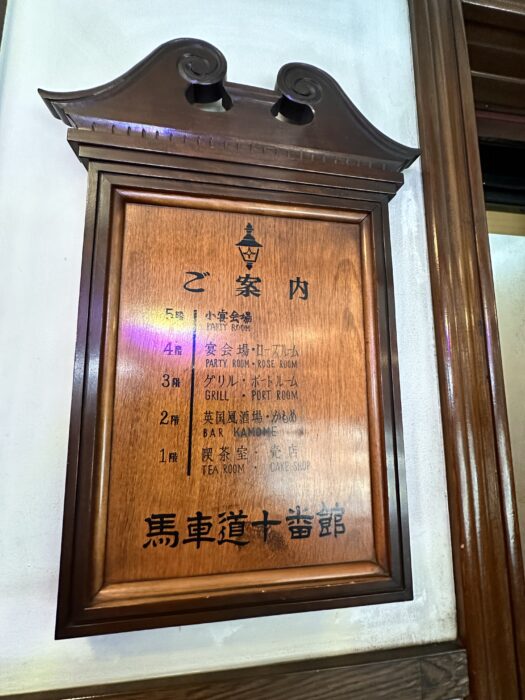 ご案内
5階 小宴会場
PARTY ROOM
4階 宴会場・ローズルーム
PARTY ROOM・ROSE ROOM
3階 グリル・ポートルーム
GRILL・PORT ROOM
2階 英国風酒場・かもめ
BAR KAMOME
1階 喫茶室・売店
TEA ROOM・CAKE SHOP
馬車道十番館